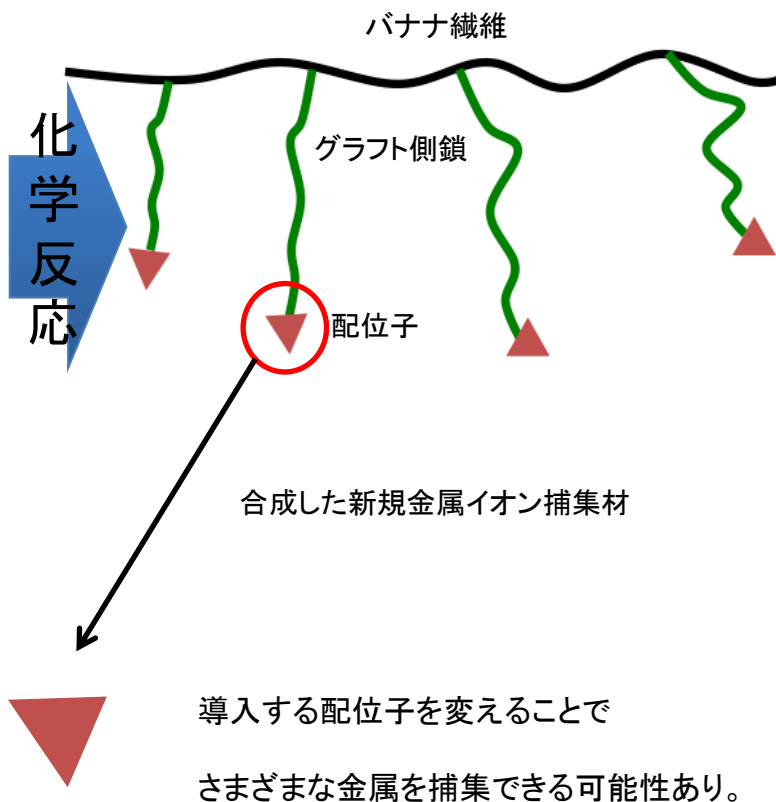 バナナ繊維
化学反応
グラフト側鎖
配位子
合成した新規金属イオン捕集材
導入する配位子を変えることで
さまざまな金属を捕集できる可能性あり。